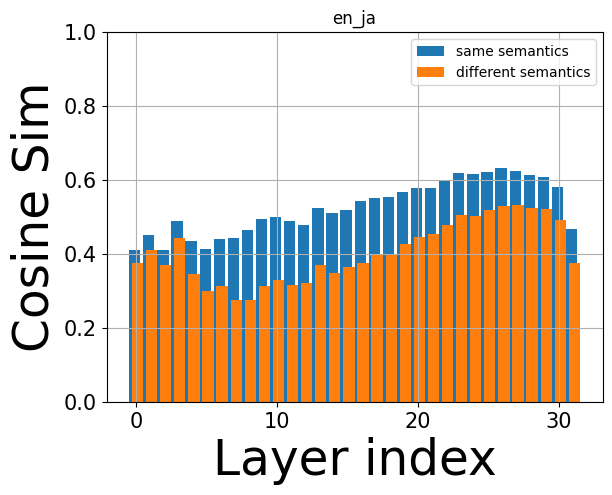 en_ja
same semantics
different semantics
Cosine Sim
1.0
0.8
0.6
0.4
0.2
0.0
0 10 20 30
Layer index